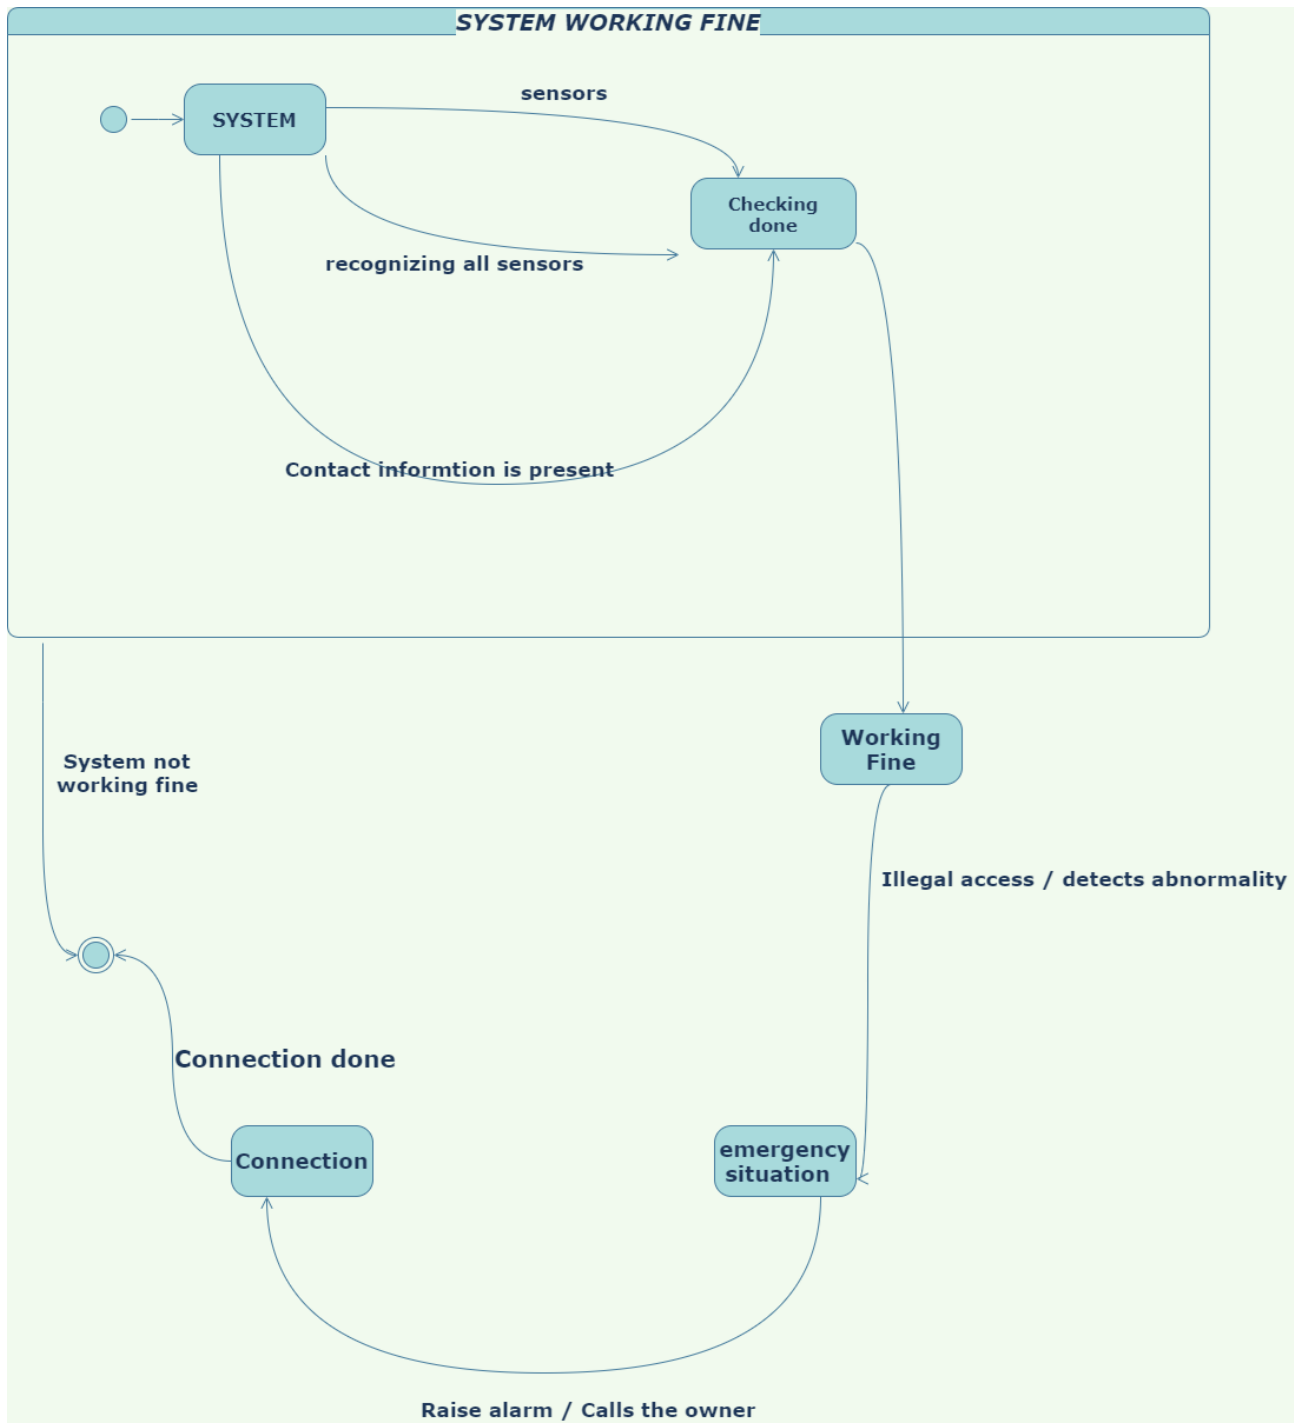 SYSTEM WORKING FINE
sensors
SYSTEM
Checking
done
recognizing all sensors
Contact informtion is present
Working
Fine
System not
working fine
Illegal access / detects abnormality
Connection done
emergency
situation
Connection
Raise alarm / Calls the owner